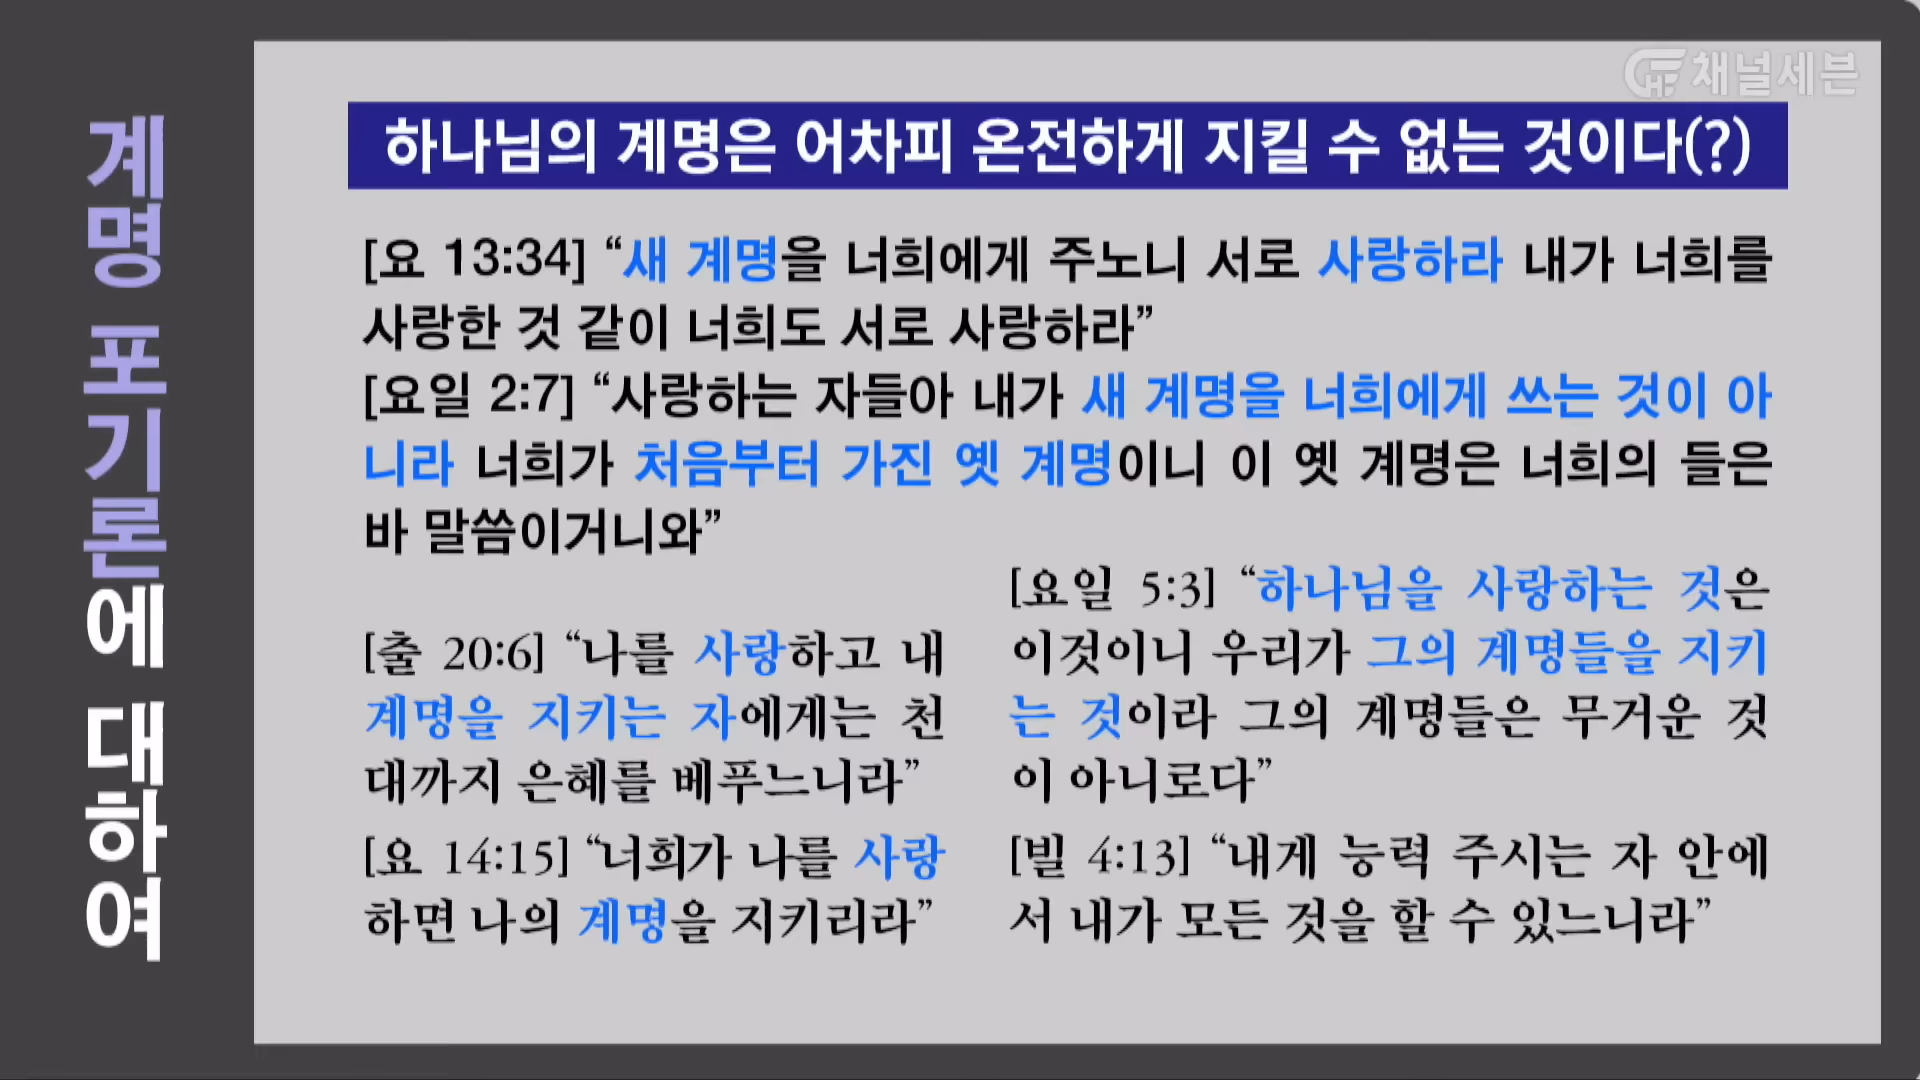 채널세븐
계명 포기론에 대하여
하나님의 계명은 어차피 온전하게 지킬 수 없는 것이다(?)
[요 13:34] “새 계명을 너희에게 주노니 서로 사랑하라 내가 너희를
사랑한 것 같이 너희도 서로 사랑하라”
[요일 2:7] “사랑하는 자들아 내가 새 계명을 너희에게 쓰는 것이 아
니라 너희가 처음부터 가진 옛 계명이니 이 옛 계명은 너희의 들은
바 말씀이거니와”
[출 20:6] “나를 사랑하고 내
계명을 지키는 자에게는 천
대까지 은혜를 베푸느니라”
[요 14:15] “너희가 나를 사랑
하면 나의 계명을 지키리라”
[요일 5:3] “하나님을 사랑하는 것은
이것이니 우리가 그의 계명들을 지키
는 것이라 그의 계명들은 무거운 것
이 아니로다”
[빌 4:13] “내게 능력 주시는 자 안에
서 내가 모든 것을 할 수 있느니라”